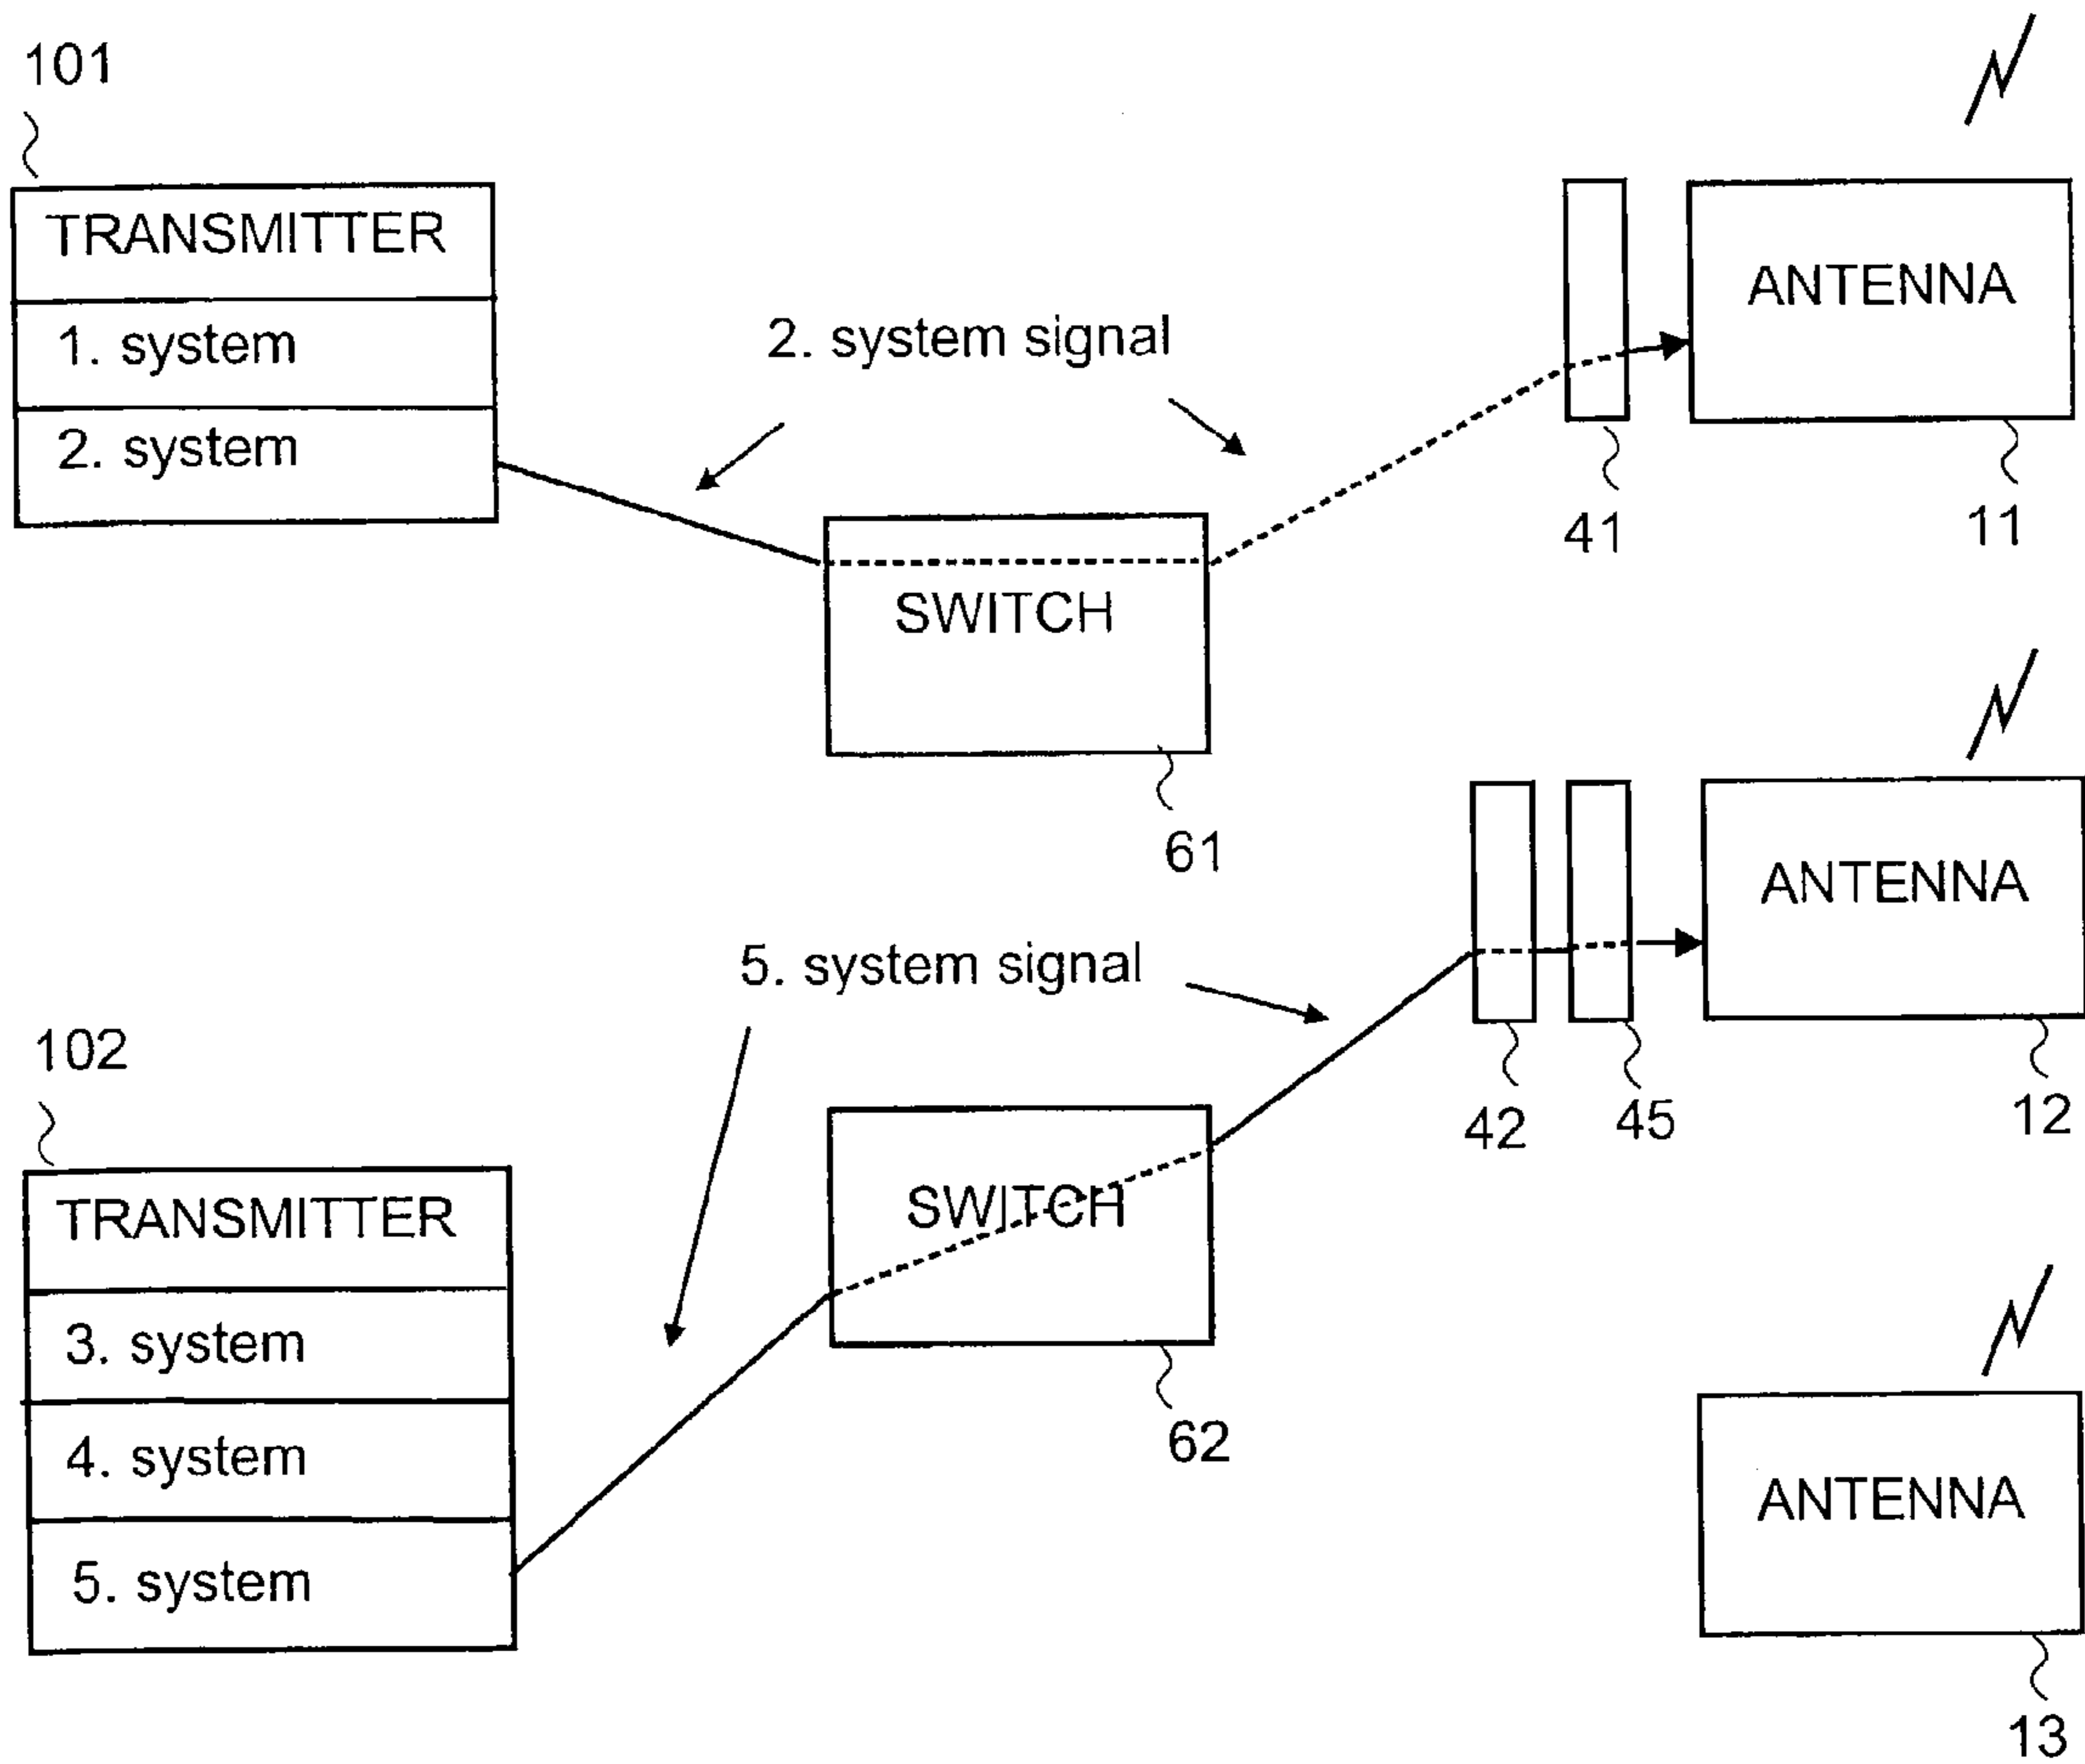 101
TRANSMITTER
1. system
2. system
2. system signal
ANTENNA
41
11
SWITCH
61
ANTENNA
5. system signal
42
45
12
102
TRANSMITTER
3. system
4. system
5. system
SWITCH
62
ANTENNA
13